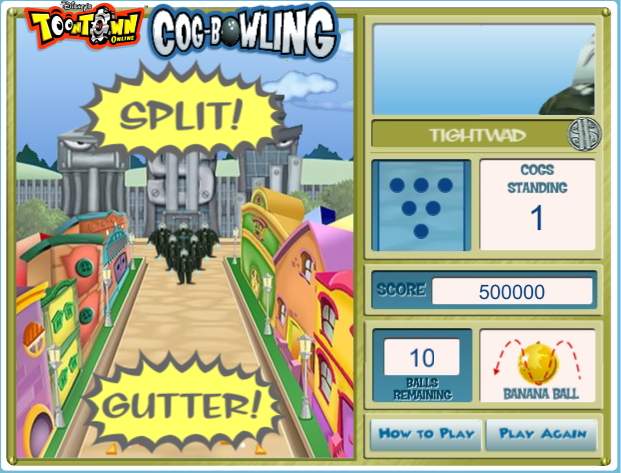 Disney's
TOONTOWN
ONLINE
COG-BOWLING
SPLIT!
GUTTER!
TIGHTWAD
COGS
STANDING
1
SCORE
500000
10
BALLS
REMAINING
BANANA BALL
HOW TO PLAY
PLAY AGAIN